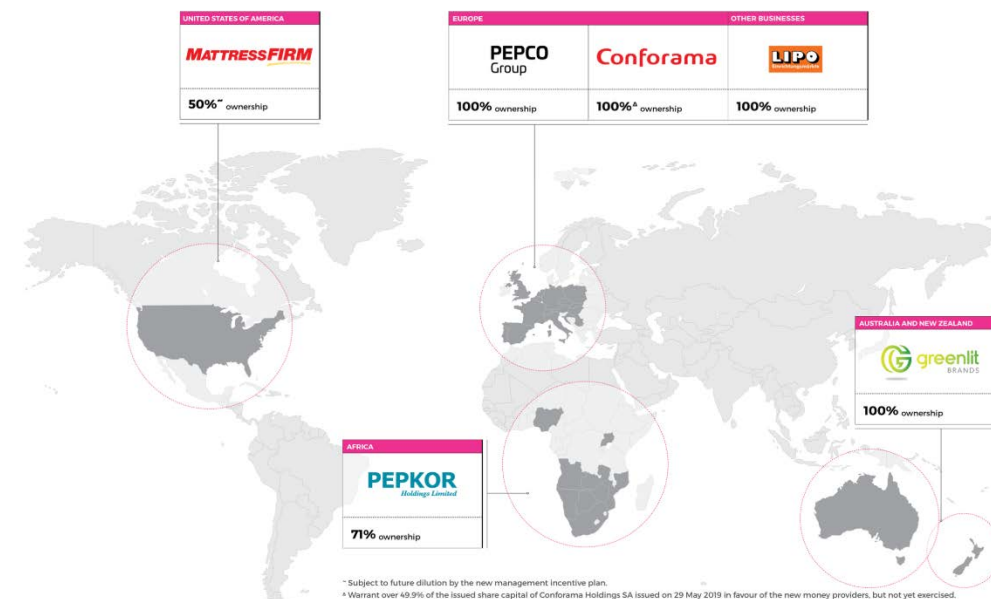 UNITED STATES OF AMERICA
MATTRESSFIRM
50%~ ownership
EUROPE
OTHER BUSINESSES
PEPCO
Group
Conforama
LIPO
Einrichtungsmärkte
100% ownership
100%∆ ownership
100% ownership
AUSTRALIA AND NEW ZEALAND
greenlit
BRANDS
100% ownership
AFRICA
PEPKOR
Holdings Limited
71% ownership
~ Subject to future dilution by the new management incentive plan.
∆ Warrant over 49.9% of the issued share capital of Conforama Holdings SA issued on 29 May 2019 in favour of the new money providers, but not yet exercised.